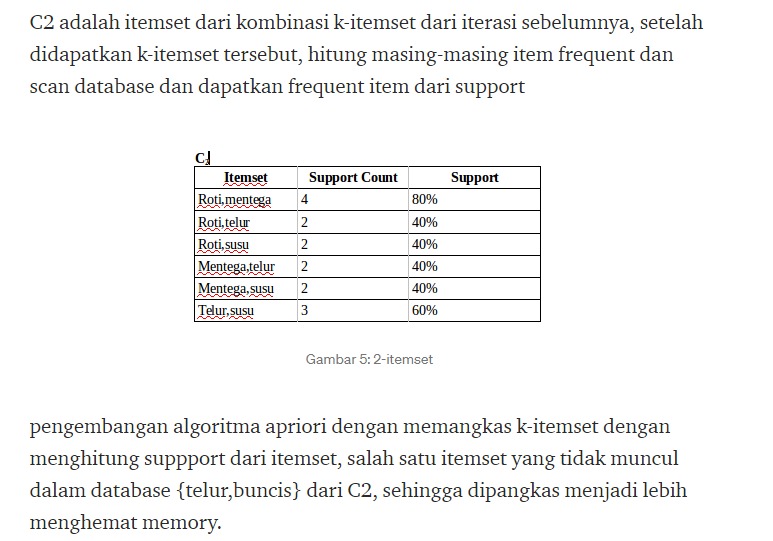 C2 adalah itemset dari kombinasi k-itemset dari iterasi sebelumnya, setelah
didapatkan k-itemset tersebut, hitung masing-masing item frequent dan
scan database dan dapatkan frequent item dari support
C2
Itemset Support Count Support
Roti,mentega 4 80%
Roti,telur 2 40%
Roti,susu 2 40%
Mentega,telur 2 40%
Mentega,susu 2 40%
Telur,susu 3 60%
Gambar 5: 2-itemset
pengembangan algoritma apriori dengan memangkas k-itemset dengan
menghitung suppport dari itemset, salah satu itemset yang tidak muncul
dalam database {telur,buncis} dari C2, sehingga dipangkas menjadi lebih
menghemat memory.